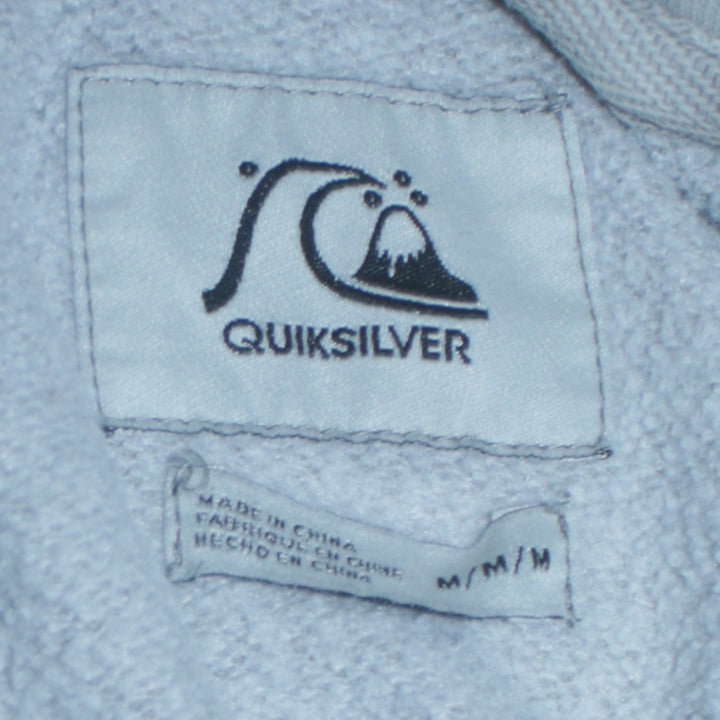 QUIKSILVER
MADE IN CHINA
FABRIQUE EN CHINE
HECHO EN CHINA
M/M/M